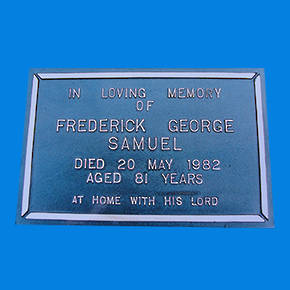 IN LOVING MEMORY
OF
FREDERICK GEORGE
SAMUEL
DIED 20 MAY 1982
AGED 81 YEARS
AT HOME WITH HIS LORD